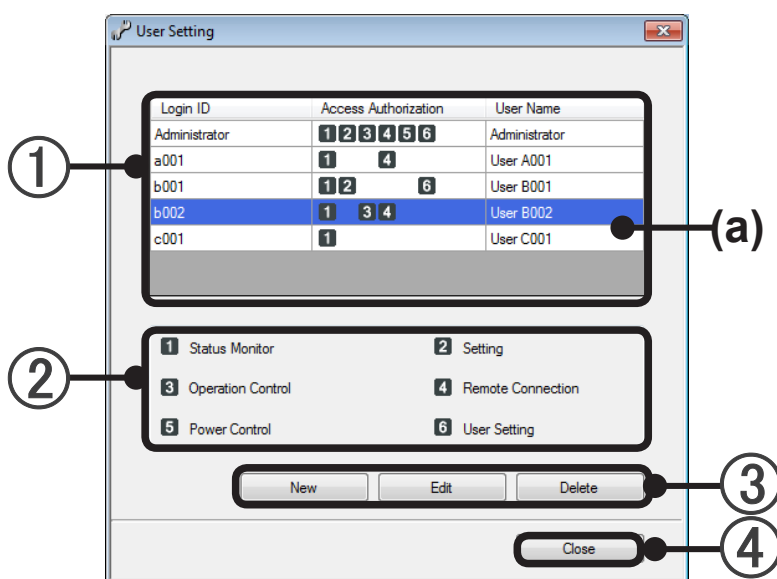 User Setting
Login ID Access Authorization User Name
Administrator 1 2 3 4 5 6 Administrator
① a001 1 4 User A001
b001 1 2 6 User B001
b002 1 3 4 User B002 (a)
c001 1 User C001
1 Status Monitor 2 Setting
② 3 Operation Control 4 Remote Connection
5 Power Control 6 User Setting
New Edit Delete ③
Close ④